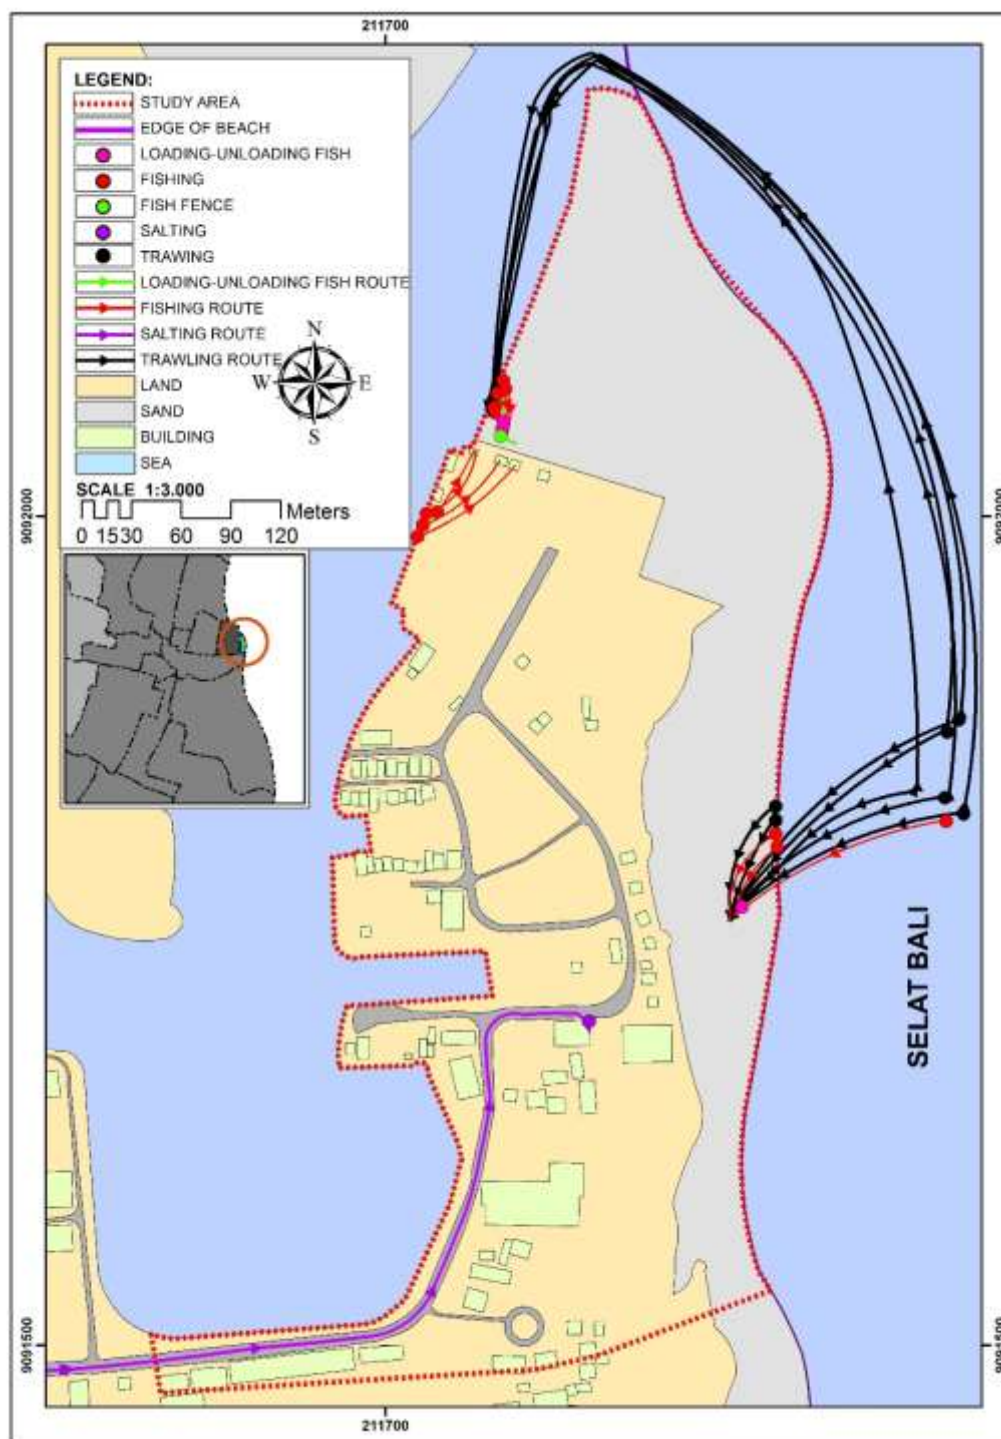 211700
LEGEND:
STUDY AREA
EDGE OF BEACH
LOADING-UNLOADING FISH
FISHING
FISH FENCE
SALTING
TRAWING
LOADING-UNLOADING FISH ROUTE
FISHING ROUTE
SALTING ROUTE
TRAWLING ROUTE
LAND
SAND
BUILDING
SEA
N
W E
S
SCALE 1:3.000
Meters
0 15 30 60 90 120
9092000
9092000
SELAT BALI
9091500
9091500
211700